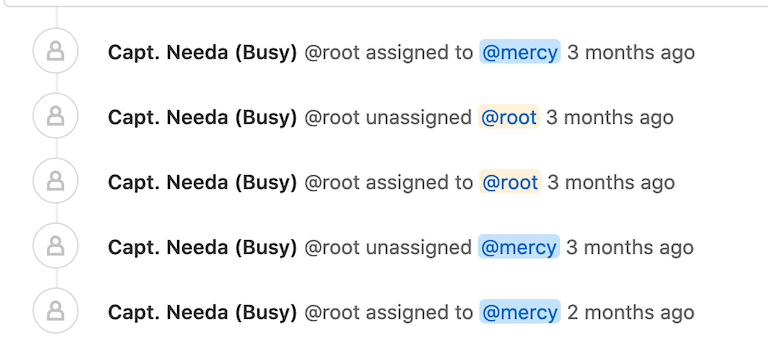 Capt. Needa (Busy) @root assigned to @mercy 3 months ago
Capt. Needa (Busy) @root unassigned @root 3 months ago
Capt. Needa (Busy) @root assigned to @root 3 months ago
Capt. Needa (Busy) @root unassigned @mercy 3 months ago
Capt. Needa (Busy) @root assigned to @mercy 2 months ago